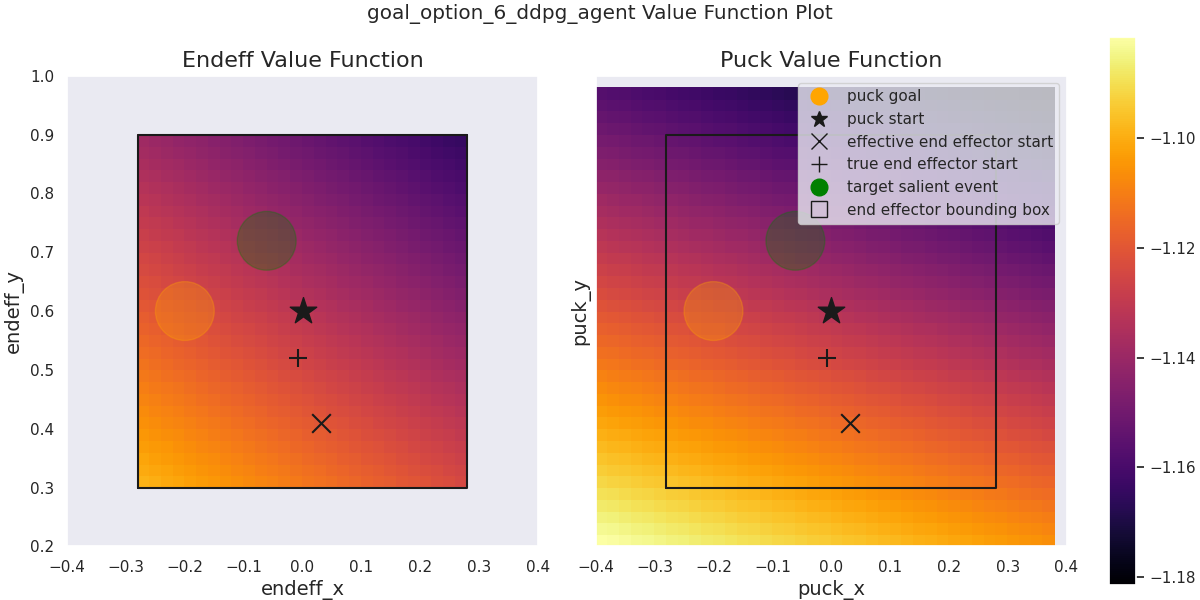 goal_option_6_ddpg_agent Value Function Plot
Endeff Value Function
1.0
0.9
0.8
0.7
0.6
0.5
0.4
0.3
0.2
endeff_y
−0.4 −0.3 −0.2 −0.1 0.0 0.1 0.2 0.3 0.4
endeff_x
Puck Value Function
puck goal
puck start
effective end effector start
true end effector start
target salient event
end effector bounding box
puck_y
−0.4 −0.3 −0.2 −0.1 0.0 0.1 0.2 0.3 0.4
puck_x
−1.10
−1.12
−1.14
−1.16
−1.18